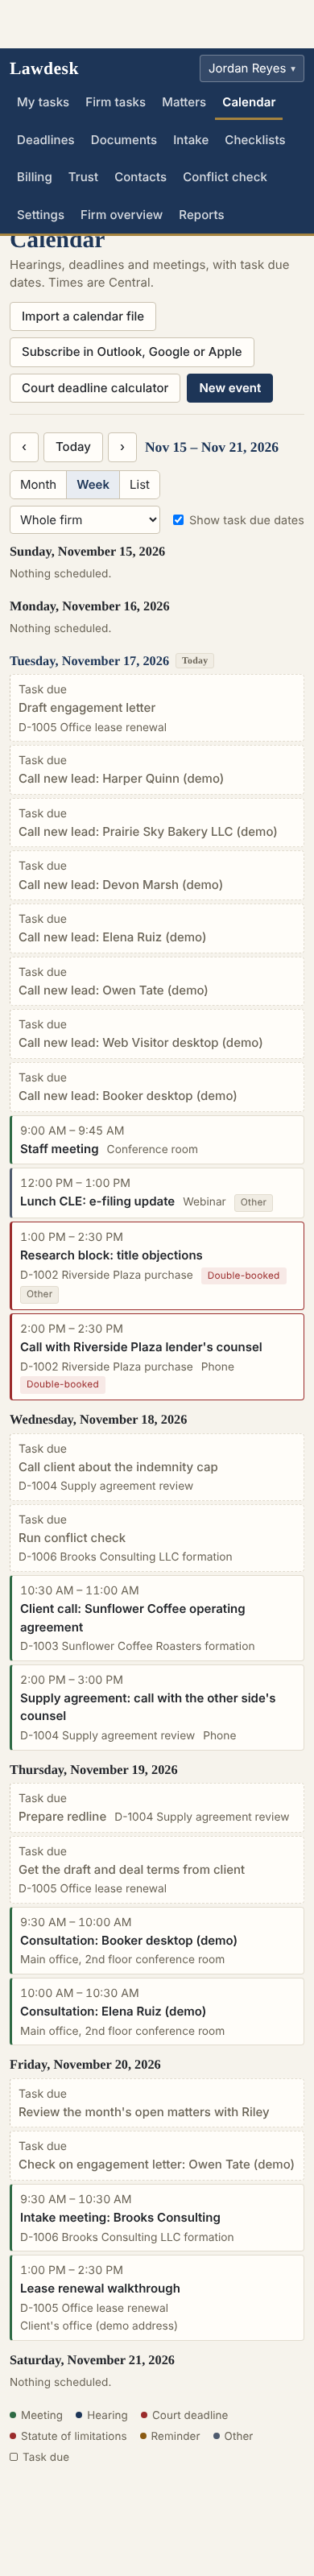 Lawdesk
Jordan Reyes ▾
My tasks Firm tasks Matters Calendar
Deadlines Documents Intake Checklists
Billing Trust Contacts Conflict check
Settings Firm overview Reports
Calendar
Hearings, deadlines and meetings, with task due
dates. Times are Central.
Import a calendar file
Subscribe in Outlook, Google or Apple
Court deadline calculator New event
‹ Today › Nov 15 – Nov 21, 2026
Month Week List
Whole firm Show task due dates
Sunday, November 15, 2026
Nothing scheduled.
Monday, November 16, 2026
Nothing scheduled.
Tuesday, November 17, 2026 Today
Task due
Draft engagement letter
D-1005 Office lease renewal
Task due
Call new lead: Harper Quinn (demo)
Task due
Call new lead: Prairie Sky Bakery LLC (demo)
Task due
Call new lead: Devon Marsh (demo)
Task due
Call new lead: Elena Ruiz (demo)
Task due
Call new lead: Owen Tate (demo)
Task due
Call new lead: Web Visitor desktop (demo)
Task due
Call new lead: Booker desktop (demo)
9:00 AM – 9:45 AM
Staff meeting Conference room
12:00 PM – 1:00 PM
Lunch CLE: e-filing update Webinar Other
1:00 PM – 2:30 PM
Research block: title objections
D-1002 Riverside Plaza purchase Double-booked
Other
2:00 PM – 2:30 PM
Call with Riverside Plaza lender's counsel
D-1002 Riverside Plaza purchase Phone
Double-booked
Wednesday, November 18, 2026
Task due
Call client about the indemnity cap
D-1004 Supply agreement review
Task due
Run conflict check
D-1006 Brooks Consulting LLC formation
10:30 AM – 11:00 AM
Client call: Sunflower Coffee operating
agreement
D-1003 Sunflower Coffee Roasters formation
2:00 PM – 3:00 PM
Supply agreement: call with the other side's
counsel
D-1004 Supply agreement review Phone
Thursday, November 19, 2026
Task due
Prepare redline D-1004 Supply agreement review
Task due
Get the draft and deal terms from client
D-1005 Office lease renewal
9:30 AM – 10:00 AM
Consultation: Booker desktop (demo)
Main office, 2nd floor conference room
10:00 AM – 10:30 AM
Consultation: Elena Ruiz (demo)
Main office, 2nd floor conference room
Friday, November 20, 2026
Task due
Review the month's open matters with Riley
Task due
Check on engagement letter: Owen Tate (demo)
9:30 AM – 10:30 AM
Intake meeting: Brooks Consulting
D-1006 Brooks Consulting LLC formation
1:00 PM – 2:30 PM
Lease renewal walkthrough
D-1005 Office lease renewal
Client's office (demo address)
Saturday, November 21, 2026
Nothing scheduled.
Meeting Hearing Court deadline
Statute of limitations Reminder Other
Task due